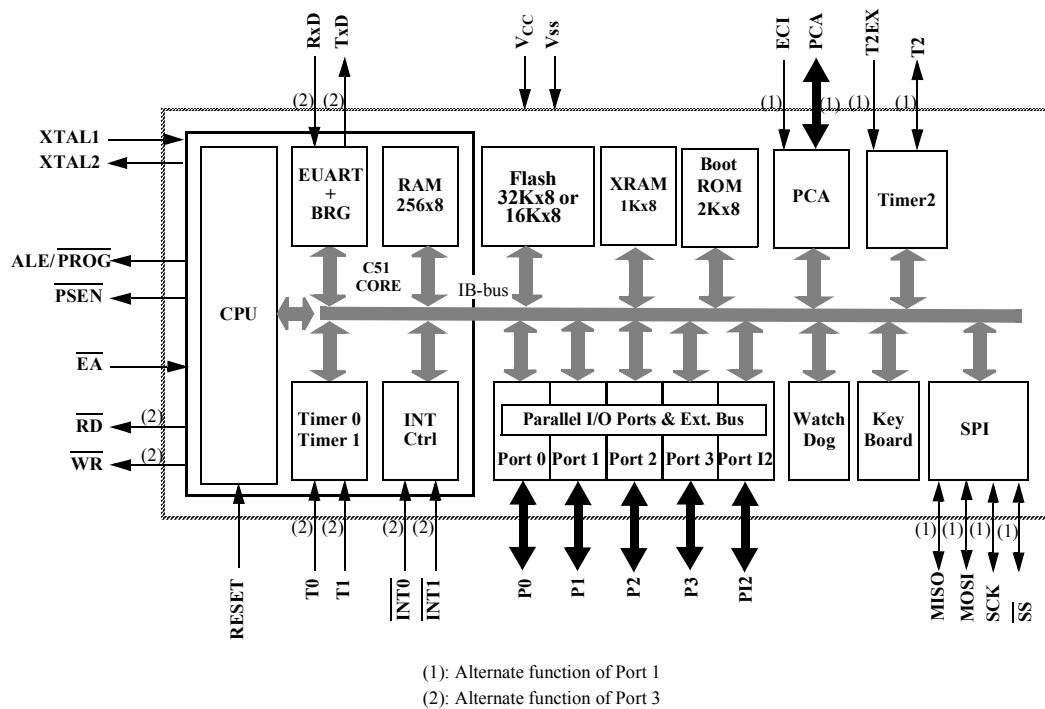 RxD
TxD
VCC
Vss
ECI
PCA
T2EX
T2
(2)
(2)
(1)
(1)
(1)
(1)
XTAL1
XTAL2
ALE/PROG
PSEN
EA
RD
(2)
WR
(2)
CPU
EUART
+
BRG
RAM
256x8
C51
CORE
IB-bus
Flash
32Kx8 or
16Kx8
XRAM
1Kx8
Boot
ROM
2Kx8
PCA
Timer2
Timer 0
Timer 1
INT
Ctrl
Parallel I/O Ports & Ext. Bus
Port 0
Port 1
Port 2
Port 3
Port I2
Watch
Dog
Key
Board
SPI
(2)
(2)
(2)
(2)
(1)
(1)
(1)
(1)
RESET
T0
T1
INT0
INT1
P0
P1
P2
P3
PI2
MISO
MOSI
SCK
SS
(1): Alternate function of Port 1
(2): Alternate function of Port 3